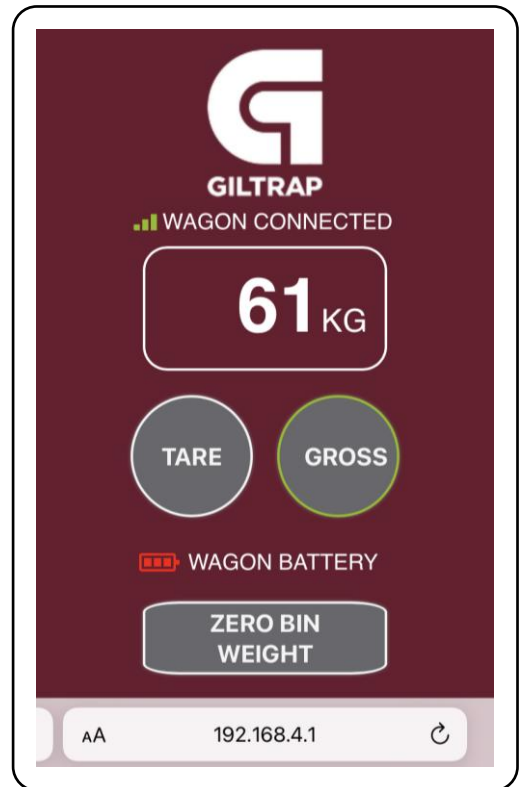 GILTRAP
WAGON CONNECTED
61 KG
TARE
GROSS
WAGON BATTERY
ZERO BIN
WEIGHT
AA
192.168.4.1